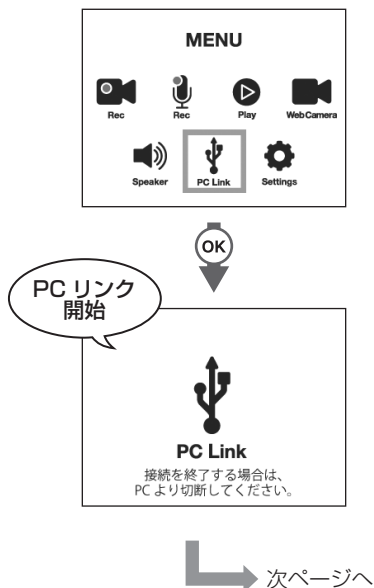 MENU
Rec
Rec
Play
WebCamera
Speaker
PC Link
Settings
OK
PC リンク
開始
PC Link
接続を終了する場合は、
PC より切断してください。
次ページへ